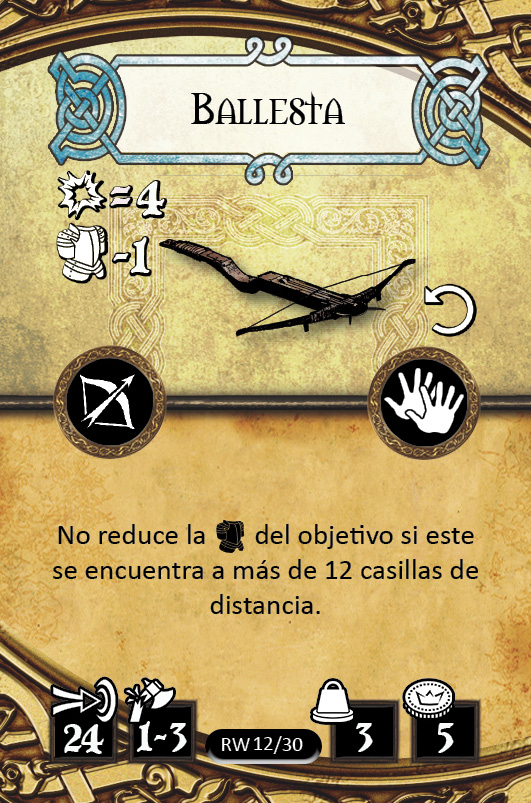 Ballesta
=4
-1
No reduce la del objetivo si este
se encuentra a más de 12 casillas de
distancia.
24 1-3 RW 12/30 3 5